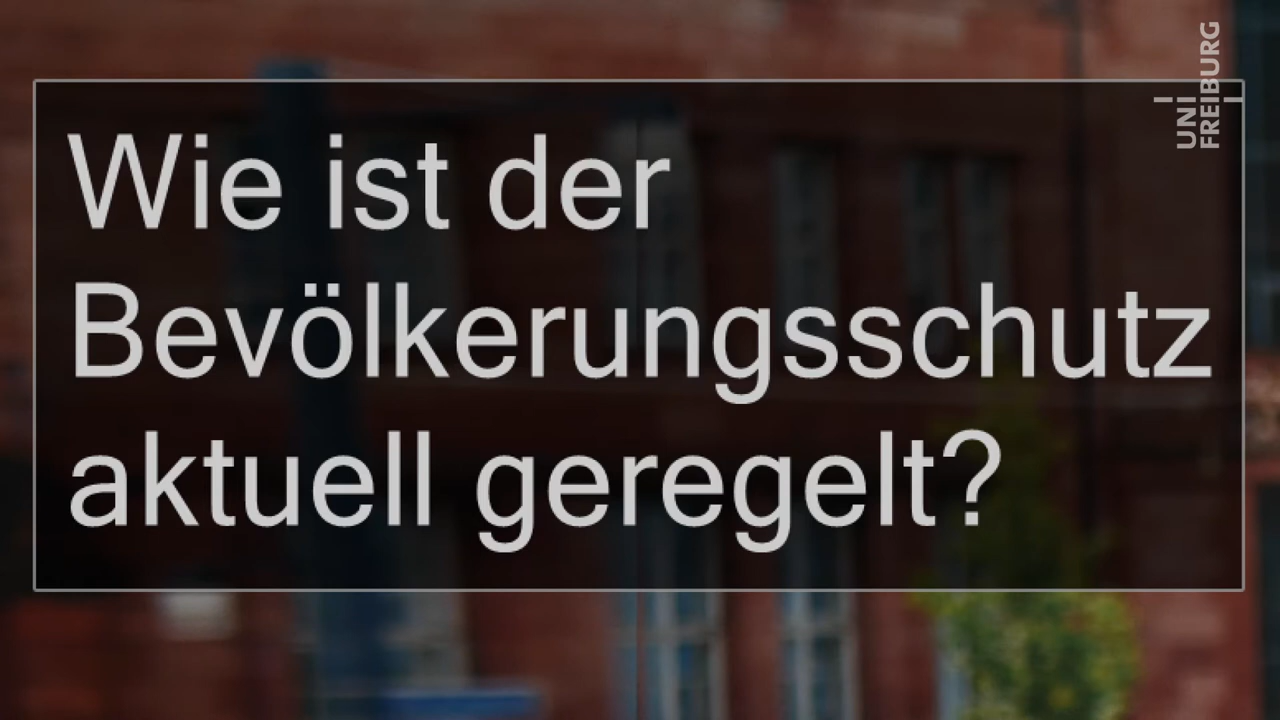 Wie ist der
Bevölkerungsschutz
aktuell geregelt?
UNI
FREIBURG